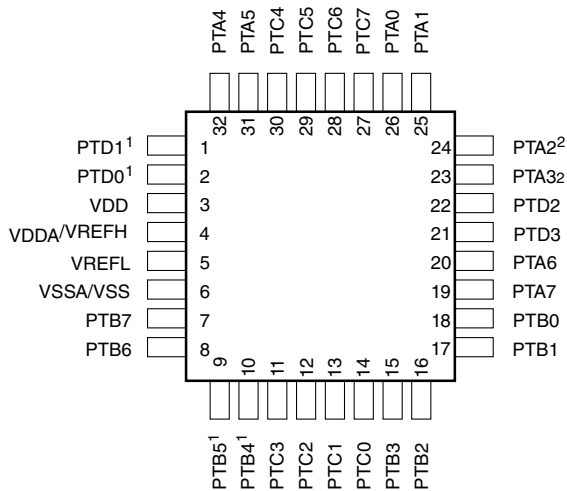 PTA4 PTA5 PTC4 PTC5 PTC6 PTC7 PTA0 PTA1
32 31 30 29 28 27 26 25
PTD1¹ 1 24 PTA2²
PTD0¹ 2 23 PTA32
VDD 3 22 PTD2
VDDA/VREFH 4 21 PTD3
VREFL 5 20 PTA6
VSSA/VSS 6 19 PTA7
PTB7 7 18 PTB0
PTB6 8 17 PTB1
9 10 11 12 13 14 15 16
PTB5¹ PTB4¹ PTC3 PTC2 PTC1 PTC0 PTB3 PTB2